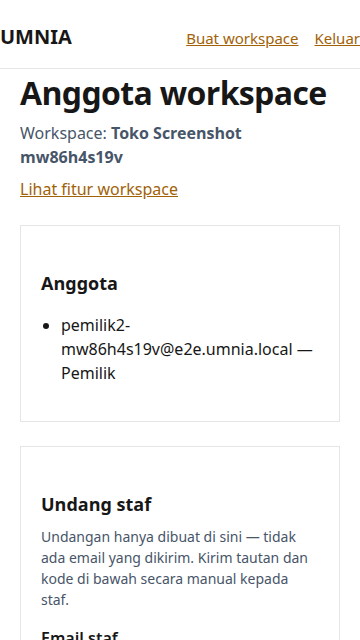 UMNIA
Buat workspace Keluar
Anggota workspace
Workspace: Toko Screenshot
mw86h4s19v
Lihat fitur workspace
Anggota
• pemilik2-
mw86h4s19v@e2e.umnia.local —
Pemilik
Undang staf
Undangan hanya dibuat di sini — tidak
ada email yang dikirim. Kirim tautan dan
kode di bawah secara manual kepada
staf.
Email staf